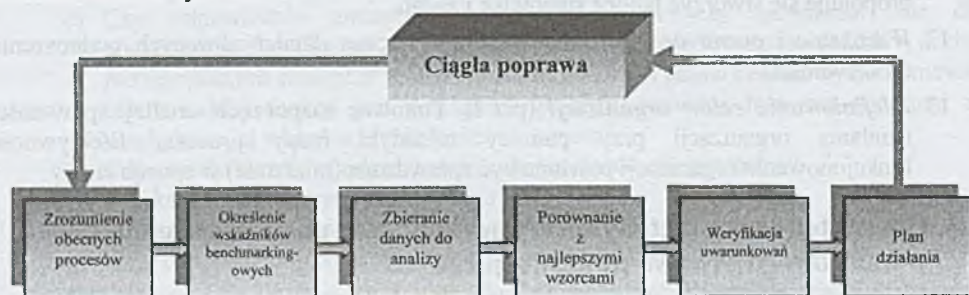 Ciągła poprawa
Zrozumienie
obecnych
procesów
Określenie
wskaźników
benchmarking-
owych
Zbieranie
danych do
analizy
Porównanie
z
najlepszymi
wzorcami
Weryfikacja
uwarunkowań
Plan
działania